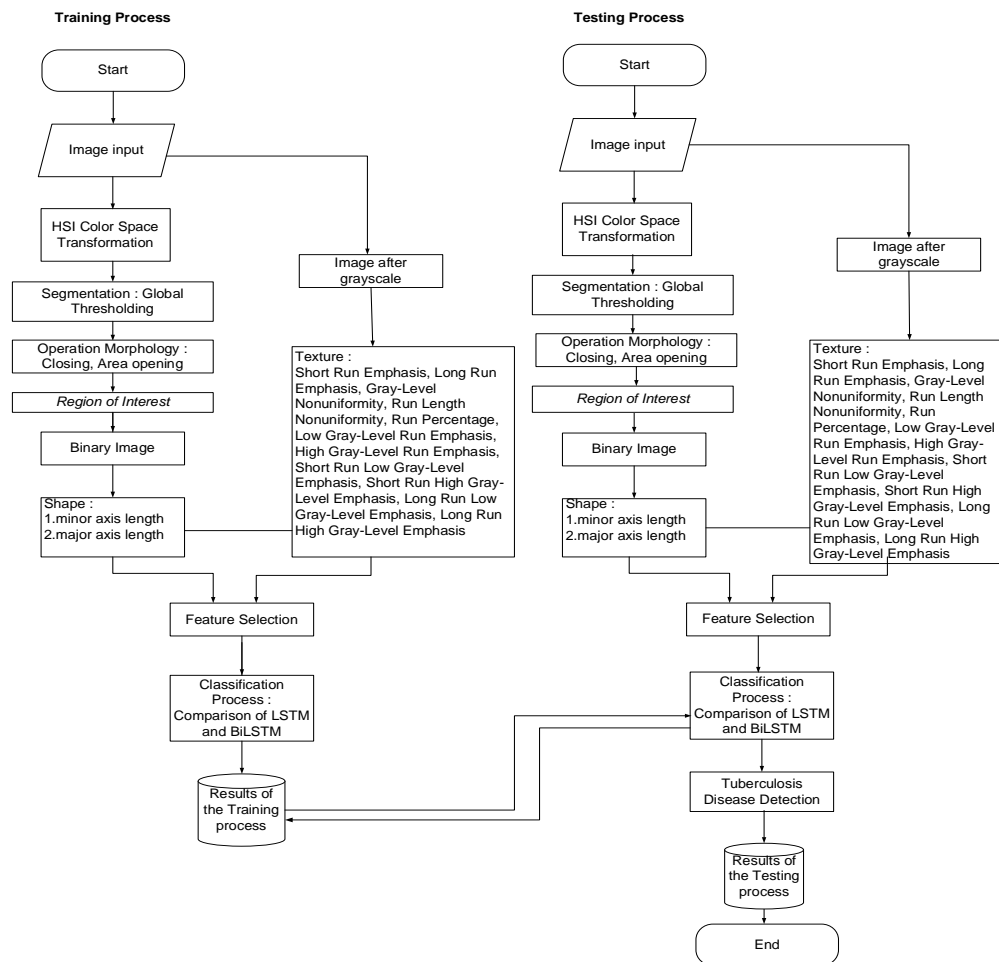 Training Process
Start
Image input
HSI Color Space
Transformation
Segmentation : Global
Thresholding
Operation Morphology :
Closing, Area opening
Region of Interest
Binary Image
Shape :
1.minor axis length
2.major axis length
Image after
grayscale
Texture :
Short Run Emphasis, Long Run
Emphasis, Gray-Level
Nonuniformity, Run Length
Nonuniformity, Run Percentage,
Low Gray-Level Run Emphasis,
High Gray-Level Run Emphasis,
Short Run Low Gray-Level
Emphasis, Short Run High Gray-
Level Emphasis, Long Run Low
Gray-Level Emphasis, Long Run
High Gray-Level Emphasis
Feature Selection
Classification
Process :
Comparison of LSTM
and BiLSTM
Results of
the Training
process
Testing Process
Start
Image input
HSI Color Space
Transformation
Segmentation : Global
Thresholding
Operation Morphology :
Closing, Area opening
Region of Interest
Binary Image
Shape :
1.minor axis length
2.major axis length
Image after
grayscale
Texture :
Short Run Emphasis, Long
Run Emphasis, Gray-Level
Nonuniformity, Run Length
Nonuniformity, Run
Percentage, Low Gray-Level
Run Emphasis, High Gray-
Level Run Emphasis, Short
Run Low Gray-Level
Emphasis, Short Run High
Gray-Level Emphasis, Long
Run Low Gray-Level
Emphasis, Long Run High
Gray-Level Emphasis
Feature Selection
Classification
Process :
Comparison of LSTM
and BiLSTM
Tuberculosis
Disease Detection
Results of
the Testing
process
End